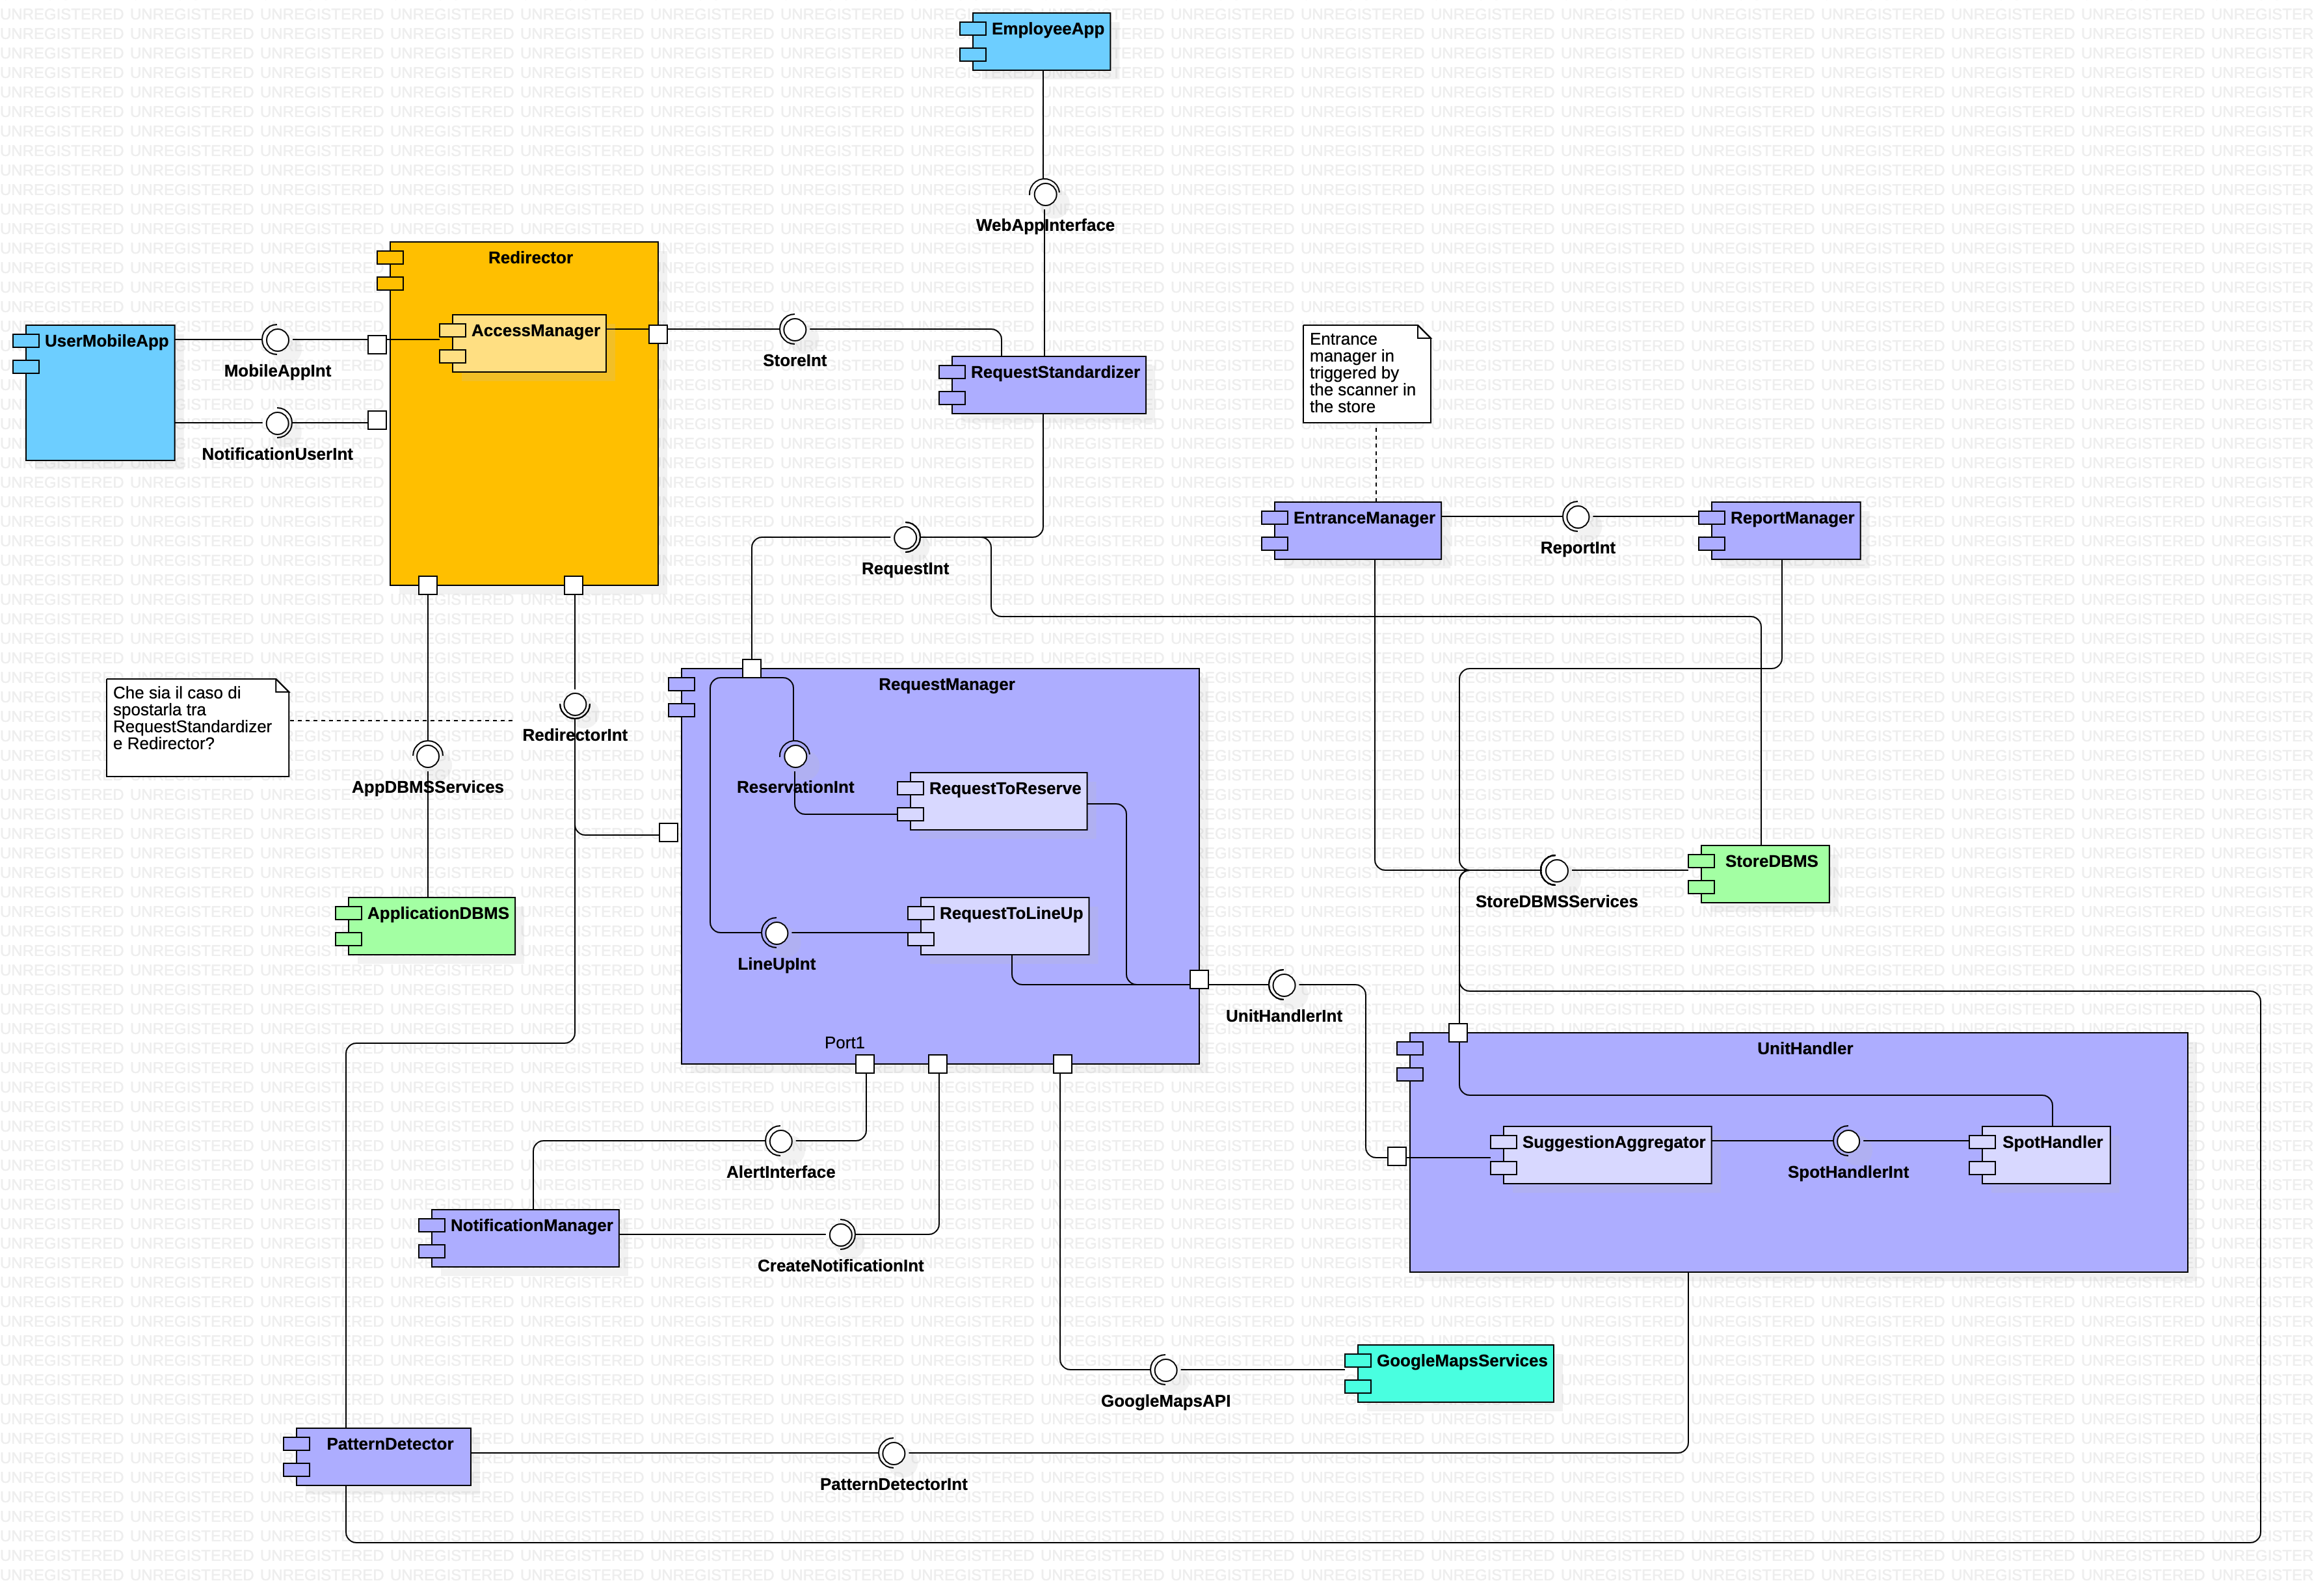 EmployeeApp
WebAppInterface
Redirector
AccessManager
UserMobileApp
MobileAppInt
NotificationUserInt
StoreInt
RequestStandardizer
Entrance
manager in
triggered by
the scanner in
the store
EntranceManager
ReportInt
ReportManager
RequestInt
Che sia il caso di
spostarla tra
RequestStandardizer
e Redirector?
RedirectorInt
AppDBMSServices
RequestManager
ReservationInt
RequestToReserve
StoreDBMS
StoreDBMSServices
ApplicationDBMS
RequestToLineUp
LineUpInt
UnitHandlerInt
Port1
UnitHandler
SuggestionAggregator
SpotHandlerInt
SpotHandler
AlertInterface
NotificationManager
CreateNotificationInt
GoogleMapsServices
GoogleMapsAPI
PatternDetector
PatternDetectorInt
UNREGISTERED